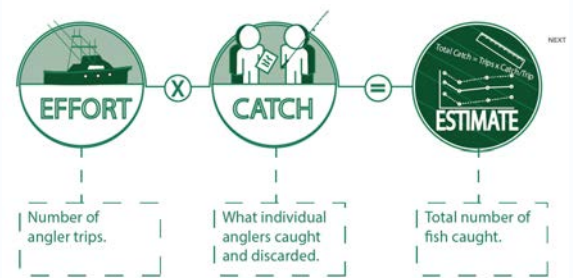 NEXT
Total Catch = Trips x Catch/Trip
EFFORT
X
CATCH
=
ESTIMATE
Number of
angler trips.
What individual
anglers caught
and discarded.
Total number of
fish caught.